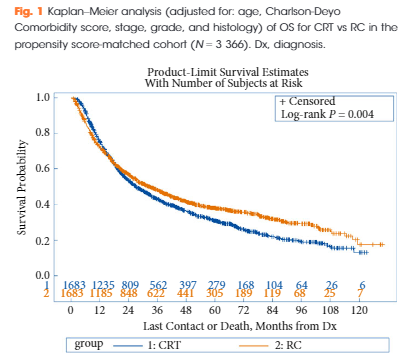 Fig. 1 Kaplan–Meier analysis (adjusted for: age, Charlson-Deyo
Comorbidity score, stage, grade, and histology) of OS for CRT vs RC in the
propensity score-matched cohort (N = 3 366). Dx, diagnosis.
Product-Limit Survival Estimates
With Number of Subjects at Risk
+ Censored
Log-rank P = 0.004
Survival Probability
1.0
0.8
0.6
0.4
0.2
0.0
1 1683 1235 809 562 397 279 168 104 64 26 6
2 1683 1185 848 622 441 305 189 119 68 25 7
0 12 24 36 48 60 72 84 96 108 120
Last Contact or Death, Months from Dx
group 1: CRT 2: RC